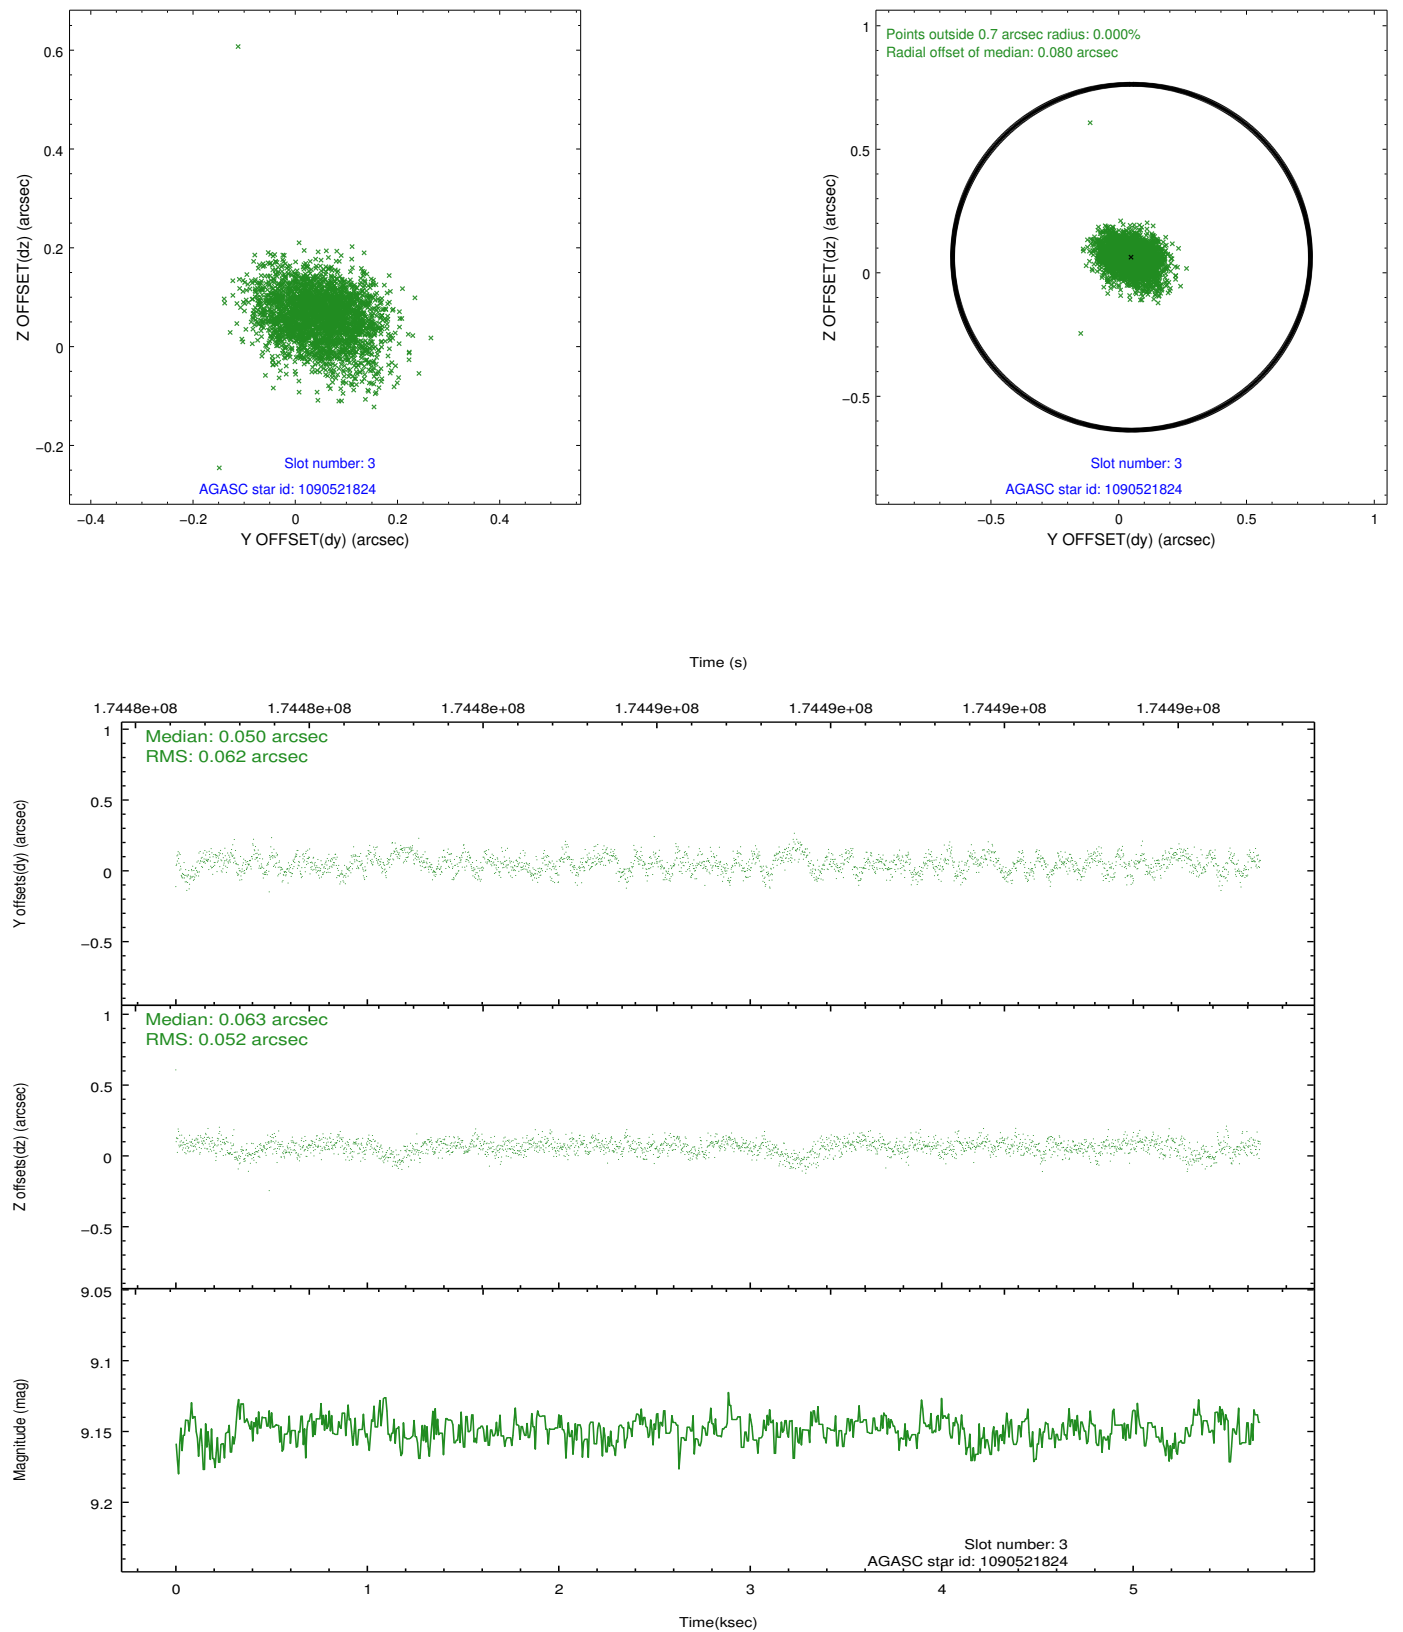 0.6
0.4
0.2
0
−0.2
Z OFFSET(dz) (arcsec)
Slot number: 3
AGASC star id: 1090521824
−0.4 −0.2 0 0.2 0.4
Y OFFSET(dy) (arcsec)
Points outside 0.7 arcsec radius: 0.000%
Radial offset of median: 0.080 arcsec
1
0.5
0
−0.5
Z OFFSET(dz) (arcsec)
Slot number: 3
AGASC star id: 1090521824
−0.5 0 0.5 1
Y OFFSET(dy) (arcsec)
Time (s)
1.7448e+08 1.7448e+08 1.7448e+08 1.7449e+08 1.7449e+08 1.7449e+08 1.7449e+08
Median: 0.050 arcsec
RMS: 0.062 arcsec
1
0.5
0
−0.5
Y offsets(dy) (arcsec)
Median: 0.063 arcsec
RMS: 0.052 arcsec
1
0.5
0
−0.5
Z offsets(dz) (arcsec)
9.05
9.1
9.15
9.2
Magnitude (mag)
Slot number: 3
AGASC star id: 1090521824
0 1 2 3 4 5
Time(ksec)